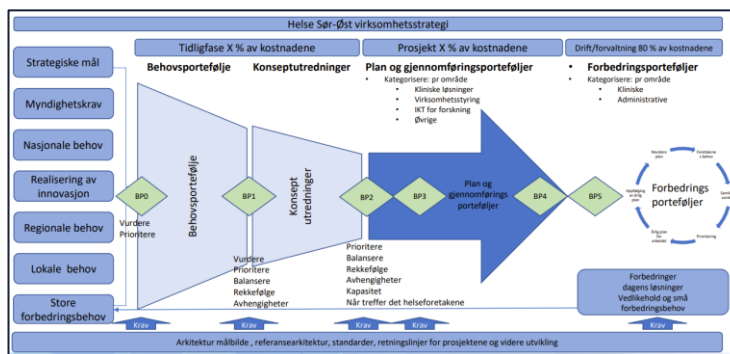 Helse Sør-Øst virksomhetsstrategi
Tidligfase X % av kostnadene
Prosjekt X % av kostnadene
Drift/forvaltning 80 % av kostnadene
Strategiske mål
Myndighetskrav
Nasjonale behov
Realisering av
innovasjon
Regionale behov
Lokale behov
Store
forbedringsbehov
Behovsportefølje
Konseptutredninger
Plan og gjennomføringsporteføljer
• Kategorisere: pr område
• Kliniske løsninger
• Virksomhetsstyring
• IKT for forskning
• Øvrige
Forbedringsporteføljer
• Kategorisere: pr område
• Kliniske
• Administrative
BP0
Vurdere
Prioritere
Behovsportefølje
BP1
Konsept
utredninger
Vurdere
Prioritere
Balansere
Rekkefølge
Avhengigheter
BP2
BP3
Plan og
gjennomførings
porteføljer
BP4
BP5
Prioritere
Balansere
Rekkefølge
Avhengigheter
Kapasitet
Når treffer det helseforetakene
Forbedrings
porteføljer
Revidere
plan
Prioritering
Forbedringer
dagens løsninger
Vedlikehold og små
forbedringsbehov
Krav
Krav
Krav
Krav
Krav
Arkitektur målbilde , referansearkitektur, standarder, retningslinjer for prosjektene og videre utvikling